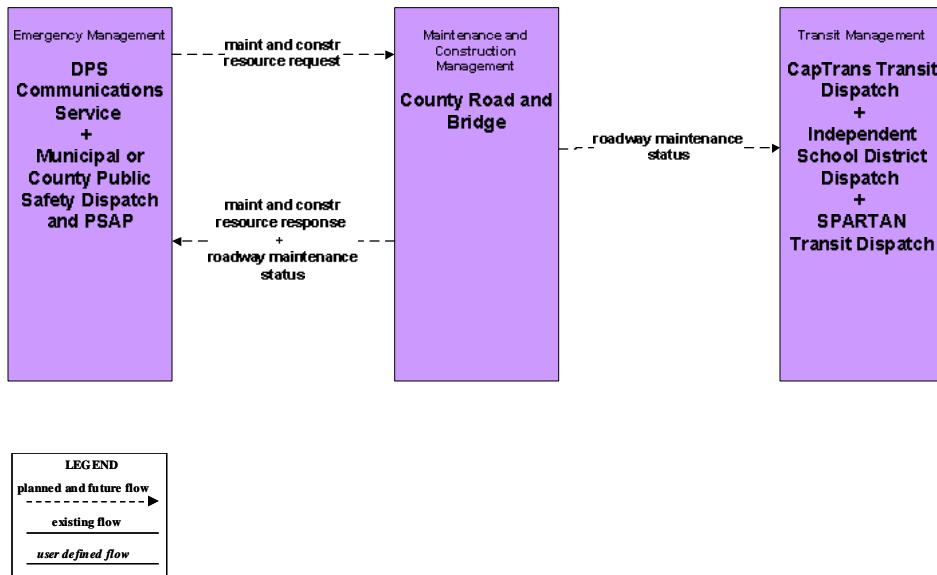 Emergency Management
DPS
Communications
Service
+
Municipal or
County Public
Safety Dispatch
and PSAP
maint and constr
resource request
maint and constr
resource response
+
roadway maintenance
status
Maintenance and
Construction
Management
County Road and
Bridge
roadway maintenance
status
Transit Management
CapTrans Transit
Dispatch
+
Independent
School District
Dispatch
+
SPARTAN
Transit Dispatch
LEGEND
planned and future flow
existing flow
user defined flow